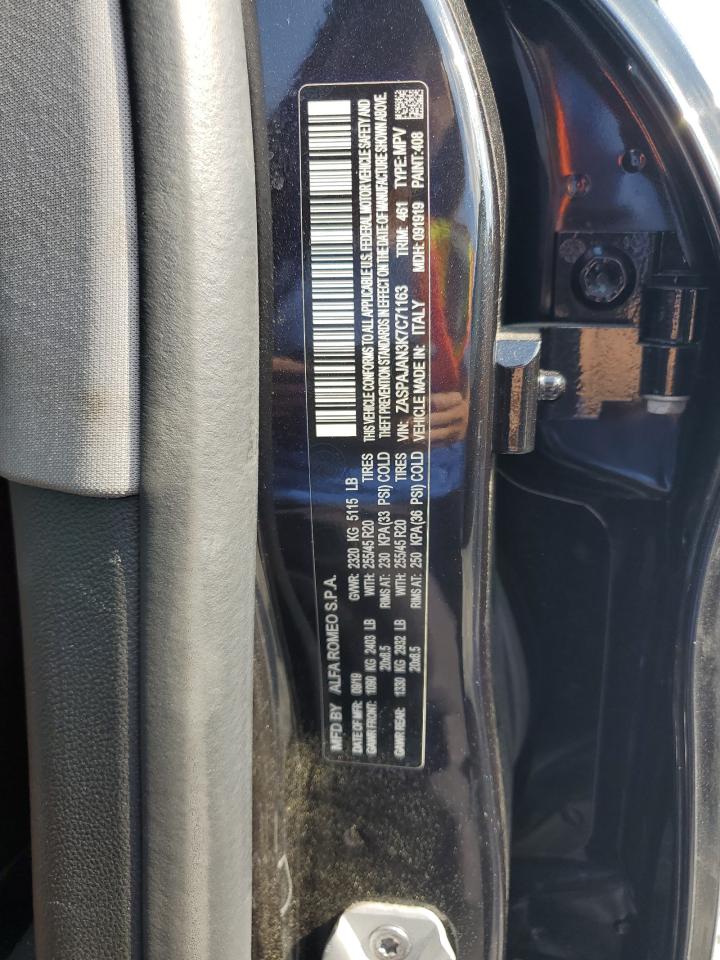 MFD BY ALFA ROMEO S.P.A.
DATE OF MFR: 09/19 GVWR: 2320 KG 5115 LB TIRES
GAWR FRONT: 1090 KG 2403 LB WITH: 255/45 R20
20x8.5 RIMS AT: 230 KPA(33 PSI) COLD
GAWR REAR: 1330 KG 2932 LB WITH: 255/45 R20 TIRES
20x8.5 RIMS AT: 250 KPA(36 PSI) COLD
THIS VEHICLE CONFORMS TO ALL APPLICABLE U.S. FEDERAL MOTOR VEHICLE SAFETY AND
THEFT PREVENTION STANDARDS IN EFFECT ON THE DATE OF MANUFACTURE SHOWN ABOVE.
VIN: ZASPAJAN3K7C71163 TRIM: 461 TYPE:MPV
VEHICLE MADE IN: ITALY MDH: 091919 PAINT:408